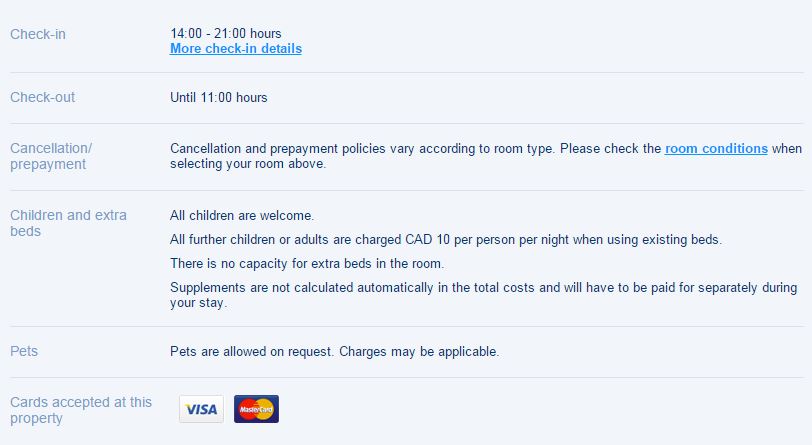 Check-in
14:00 - 21:00 hours
More check-in details
Check-out
Until 11:00 hours
Cancellation/
prepayment
Cancellation and prepayment policies vary according to room type. Please check the room conditions when
selecting your room above.
Children and extra
beds
All children are welcome.
All further children or adults are charged CAD 10 per person per night when using existing beds.
There is no capacity for extra beds in the room.
Supplements are not calculated automatically in the total costs and will have to be paid for separately during
your stay.
Pets
Pets are allowed on request. Charges may be applicable.
Cards accepted at this
property
VISA
MasterCard